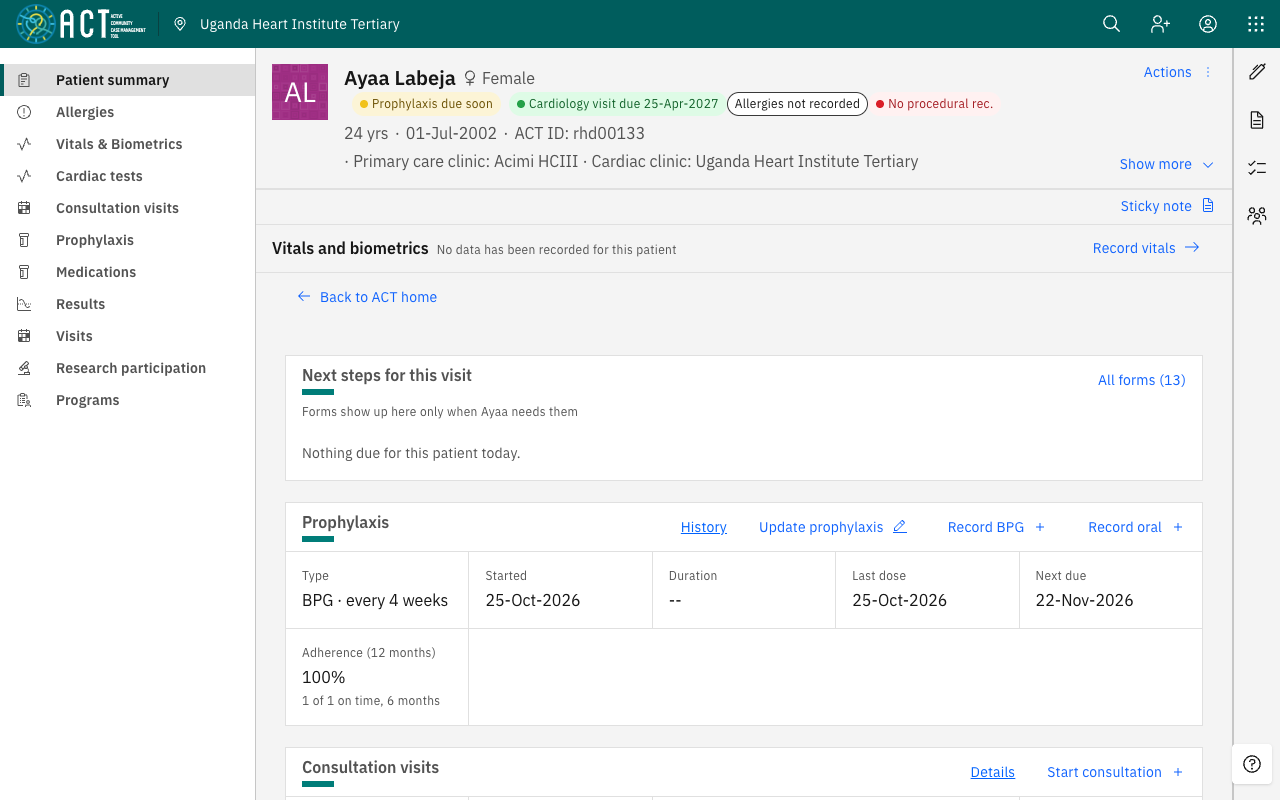 ACT ACTIVE COMMUNITY CASE MANAGEMENT TOOL
Uganda Heart Institute Tertiary
Patient summary
Allergies
Vitals & Biometrics
Cardiac tests
Consultation visits
Prophylaxis
Medications
Results
Visits
Research participation
Programs
AL
Ayaa Labeja Female
Actions
Prophylaxis due soon Cardiology visit due 25-Apr-2027 Allergies not recorded No procedural rec.
24 yrs · 01-Jul-2002 · ACT ID: rhd00133
· Primary care clinic: Acimi HCIII · Cardiac clinic: Uganda Heart Institute Tertiary
Show more
Sticky note
Vitals and biometrics No data has been recorded for this patient
Record vitals
Back to ACT home
Next steps for this visit
All forms (13)
Forms show up here only when Ayaa needs them
Nothing due for this patient today.
Prophylaxis
History Update prophylaxis Record BPG + Record oral +
Type Started Duration Last dose Next due
BPG · every 4 weeks 25-Oct-2026 -- 25-Oct-2026 22-Nov-2026
Adherence (12 months)
100%
1 of 1 on time, 6 months
Consultation visits
Details Start consultation +